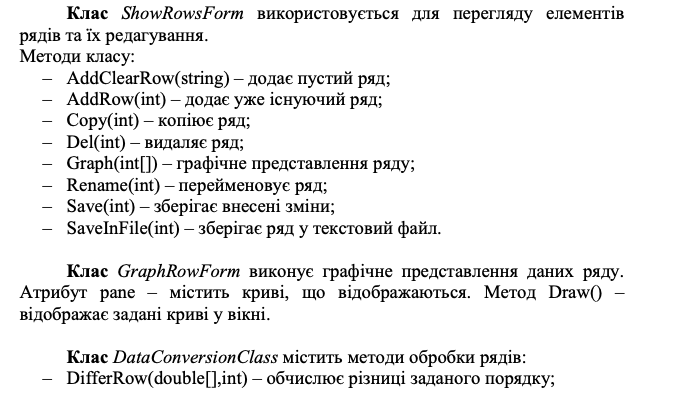 Клас ShowRowsForm використовується для перегляду елементів
рядів та їх редагування.
Методи класу:
– AddClearRow(string) – додає пустий ряд;
– AddRow(int) – додає уже існуючий ряд;
– Copy(int) – копіює ряд;
– Del(int) – видаляє ряд;
– Graph(int[]) – графічне представлення ряду;
– Rename(int) – перейменовує ряд;
– Save(int) – зберігає внесені зміни;
– SaveInFile(int) – зберігає ряд у текстовий файл.
Клас GraphRowForm виконує графічне представлення даних ряду.
Атрибут pane – містить криві, що відображаються. Метод Draw() –
відображає задані криві у вікні.
Клас DataConversionClass містить методи обробки рядів:
– DifferRow(double[],int) – обчислює різниці заданого порядку;